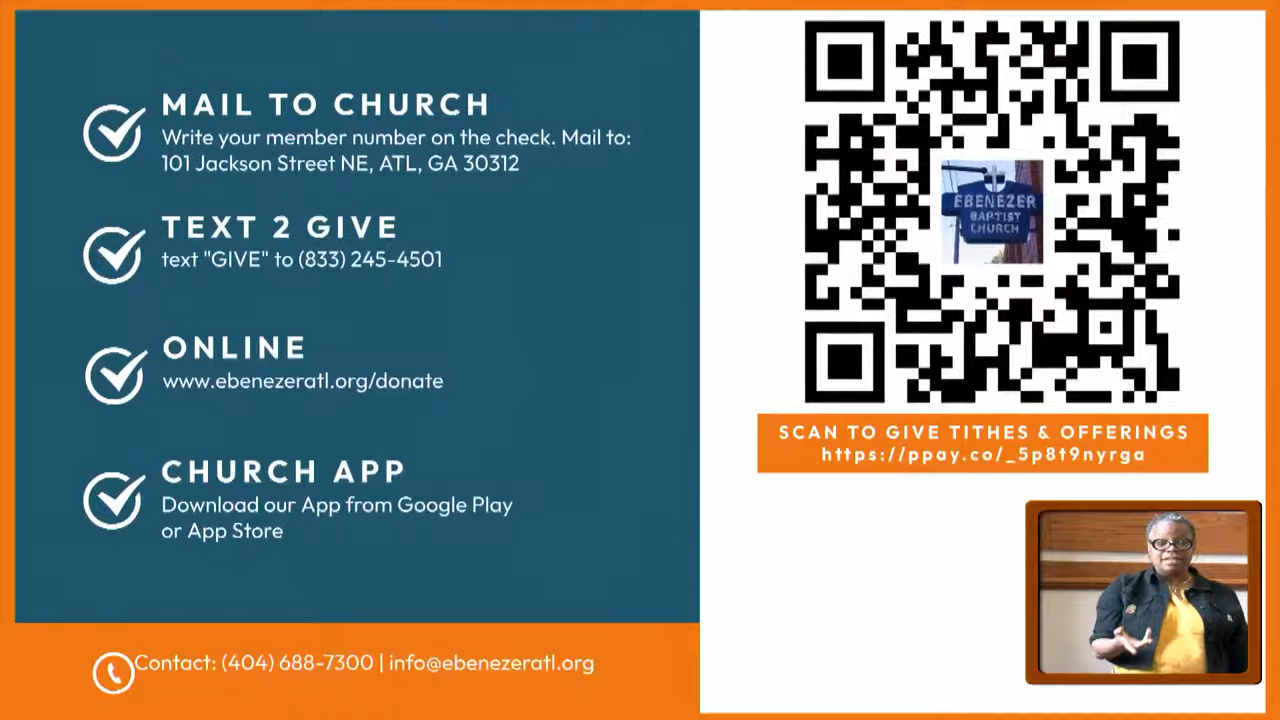 MAIL TO CHURCH
Write your member number on the check. Mail to:
101 Jackson Street NE, ATL, GA 30312
TEXT 2 GIVE
text "GIVE" to (833) 245-4501
ONLINE
www.ebenezeratl.org/donate
CHURCH APP
Download our App from Google Play
or App Store
Contact: (404) 688-7300 | info@ebenezeratl.org
EBENEZER
BAPTIST
CHURCH
SCAN TO GIVE TITHES & OFFERINGS
https://ppay.co/_5p8t9nyrga